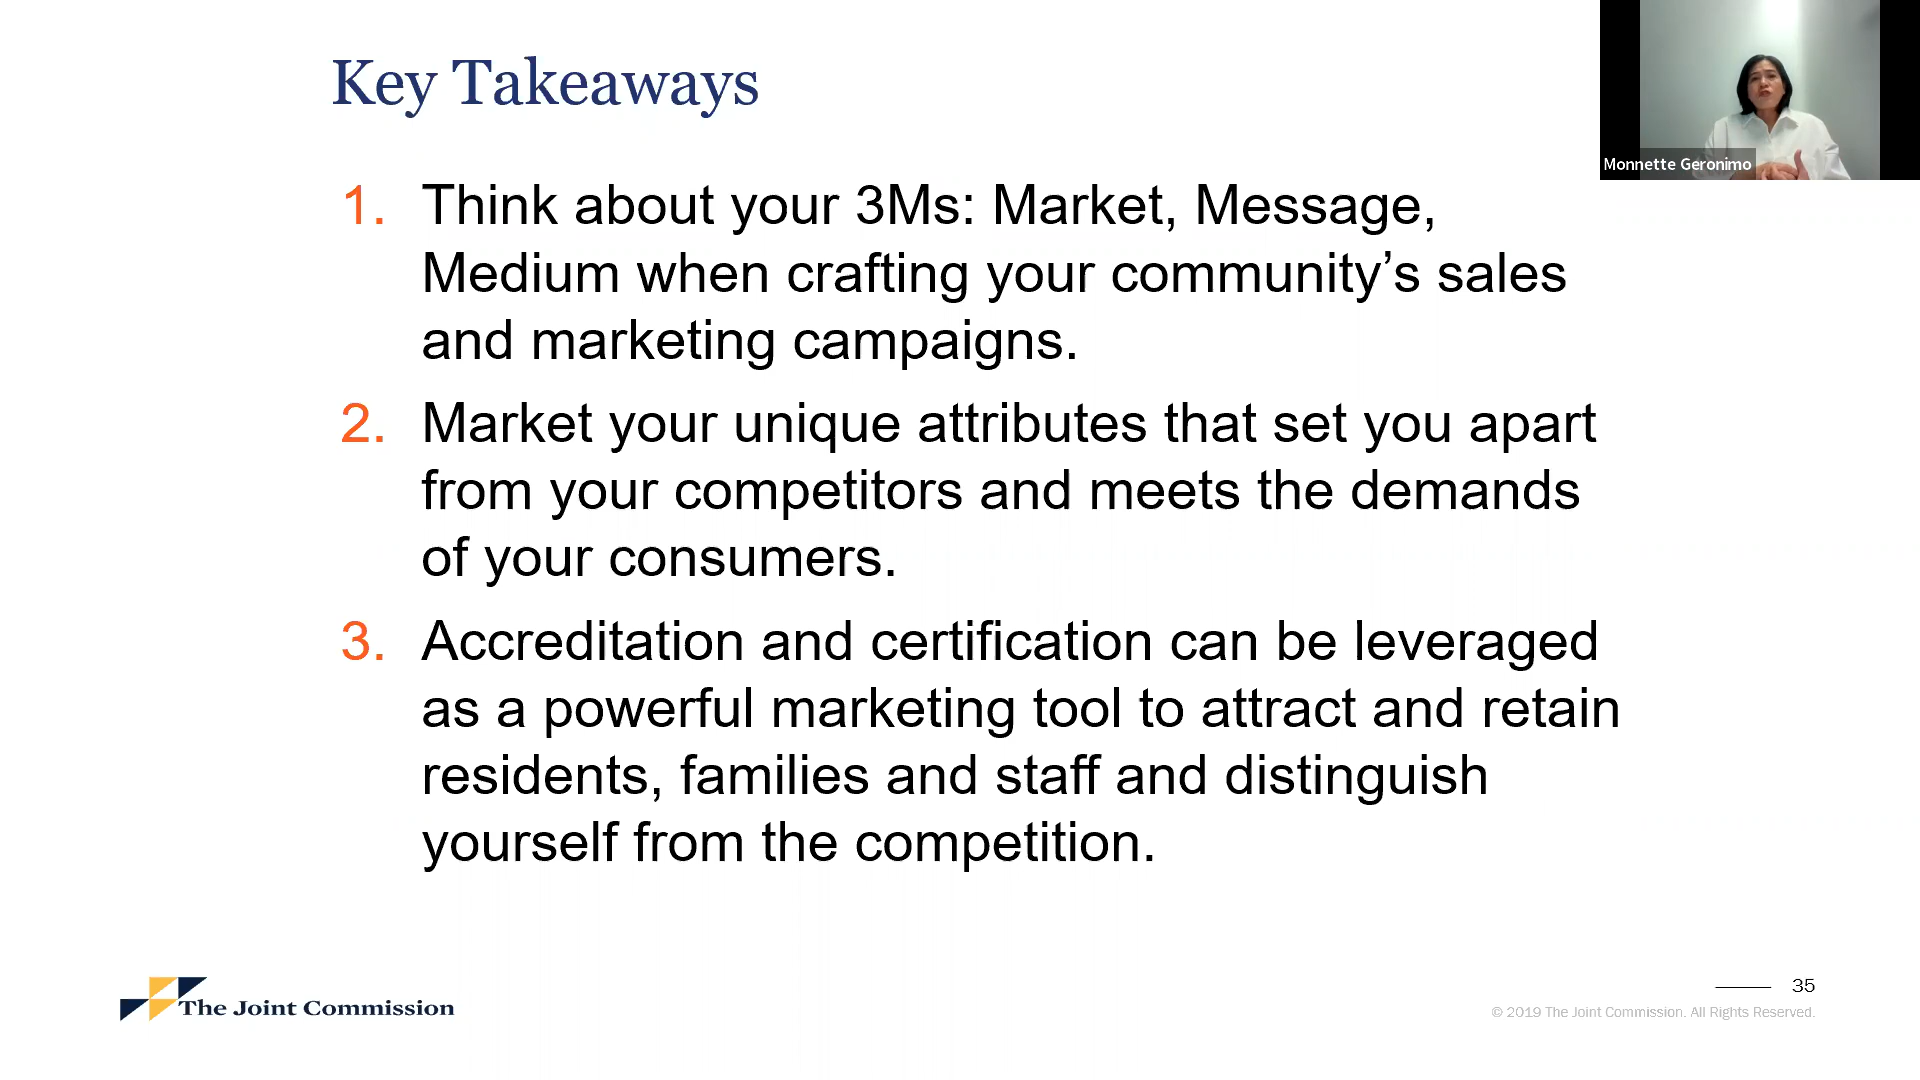 Key Takeaways
Monnette Geronimo
1. Think about your 3Ms: Market, Message,
Medium when crafting your community’s sales
and marketing campaigns.
2. Market your unique attributes that set you apart
from your competitors and meets the demands
of your consumers.
3. Accreditation and certification can be leveraged
as a powerful marketing tool to attract and retain
residents, families and staff and distinguish
yourself from the competition.
The Joint Commission
35
© 2019 The Joint Commission. All Rights Reserved.